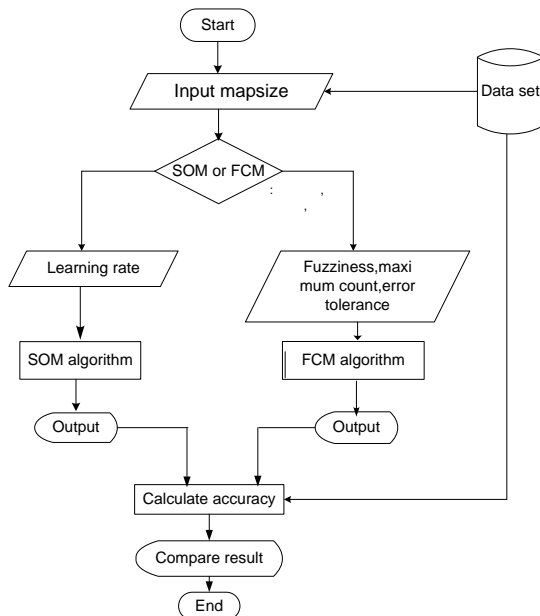 Start
Input mapsize
Data set
SOM or FCM
: ,
,
Learning rate
Fuzziness,maxi
mum count,error
tolerance
SOM algorithm
FCM algorithm
Output
Output
Calculate accuracy
Compare result
End